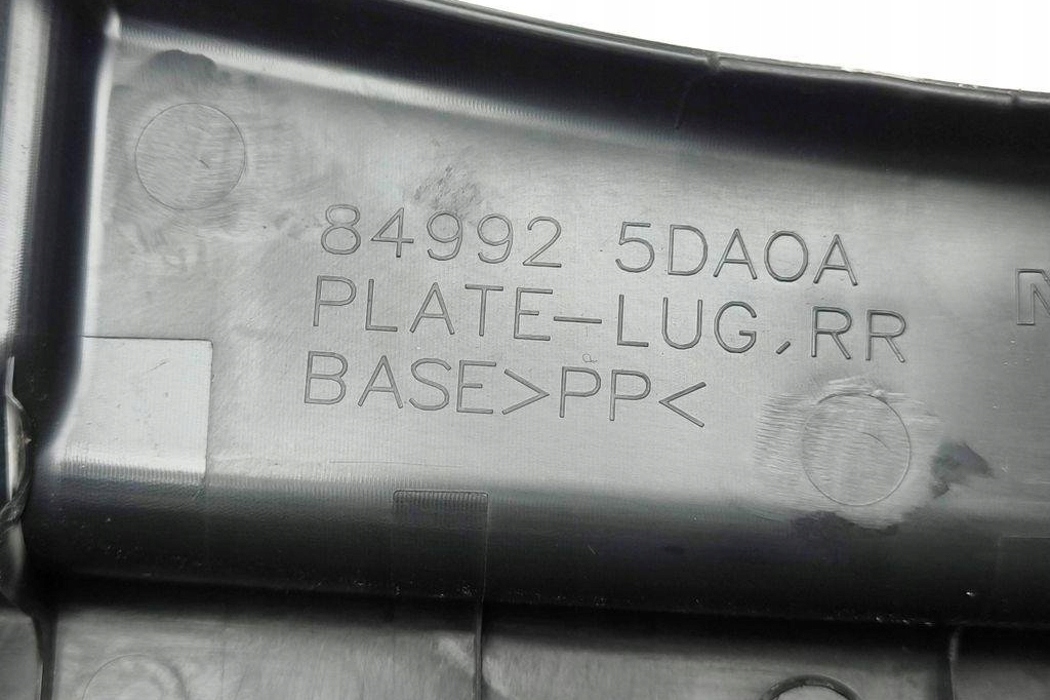 84992 5DA0A
PLATE-LUG,RR
BASE>PP<